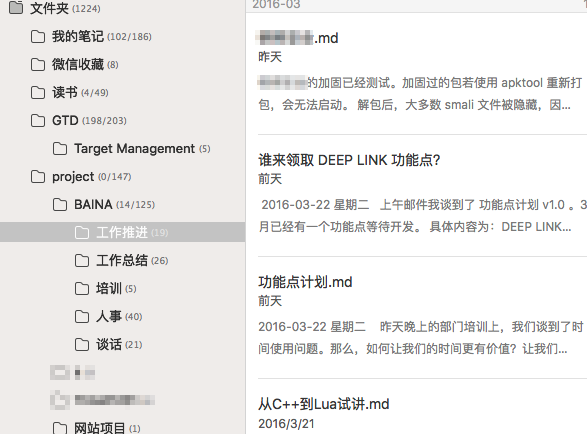 文件夹 (1224)
我的笔记 (102/186)
微信收藏 (8)
读书 (4/49)
GTD (198/203)
Target Management (5)
project (0/147)
BAINA (14/125)
工作推进 (19)
工作总结 (26)
培训 (5)
人事 (40)
谈话 (21)
网站项目 (1)
2016-03
.md
昨天
的加固已经测试。加固过的包若使用 apktool 重新打
包，会无法启动。 解包后，大多数 smali 文件被隐藏，因...
谁来领取 DEEP LINK 功能点?
前天
2016-03-22 星期二 上午邮件我谈到了 功能点计划 v1.0 。3
月已经有一个功能点等待开发。 具体内容为：DEEP LINK...
功能点计划.md
前天
2016-03-22 星期二 昨天晚上的部门培训上，我们谈到了时
间使用问题。那么，如何让我们的时间更有价值？让我们...
从C++到Lua试讲.md
2016/3/21